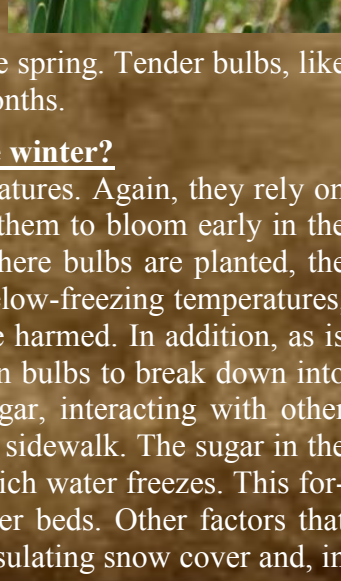 e spring. Tender bulbs, like
onths.
e winter?
atures. Again, they rely on
them to bloom early in the
here bulbs are planted, the
elow-freezing temperatures.
e harmed. In addition, as is
n bulbs to break down into
gar, interacting with other
sidewalk. The sugar in the
ich water freezes. This for-
er beds. Other factors that
sulating snow cover and, in